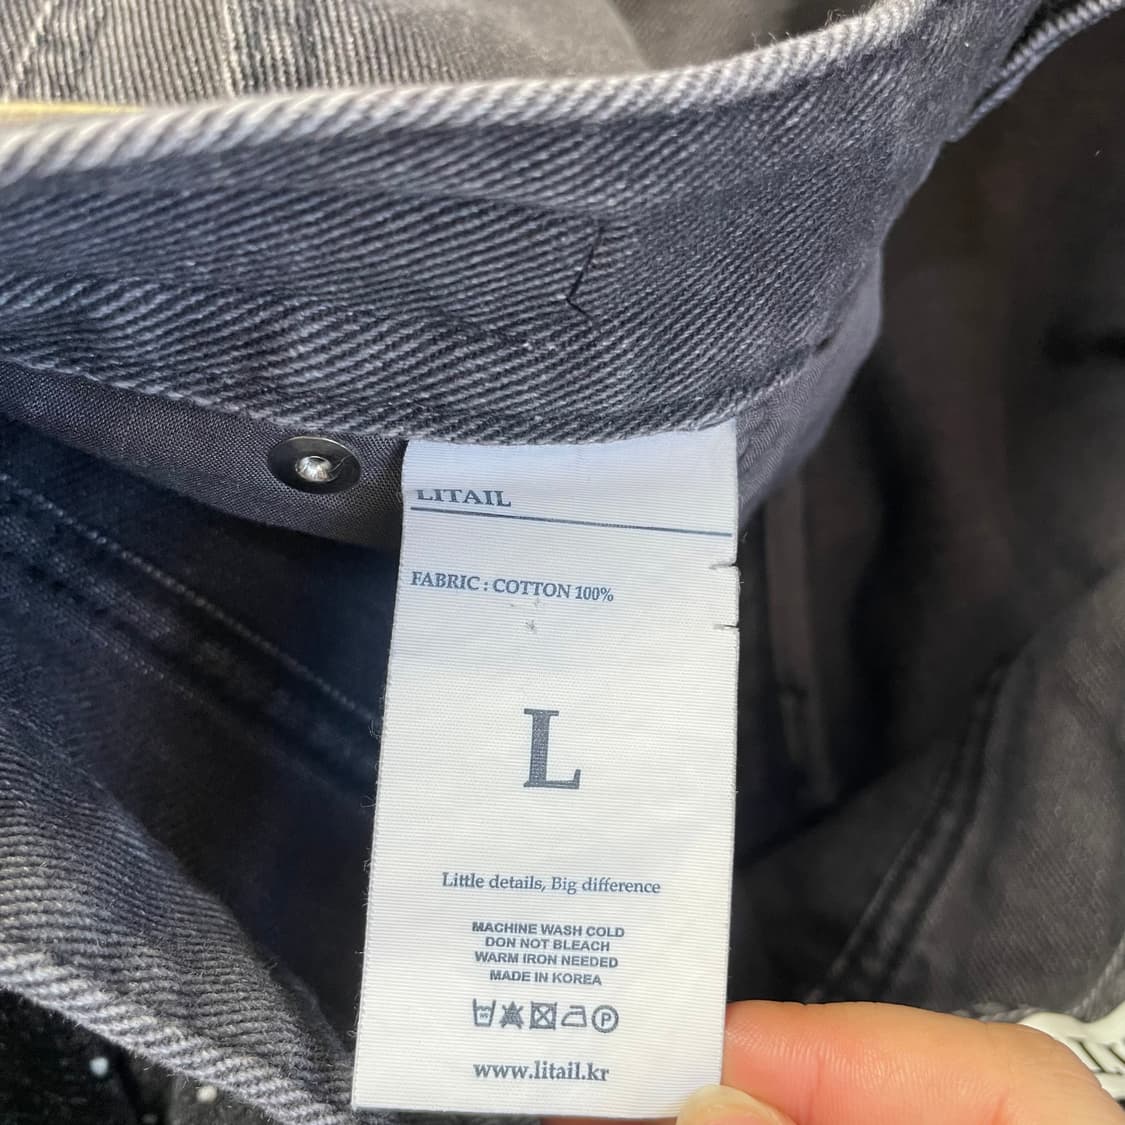 LITAIL
FABRIC : COTTON 100%
L
Little details, Big difference
MACHINE WASH COLD
DON NOT BLEACH
WARM IRON NEEDED
MADE IN KOREA
P
www.litail.kr